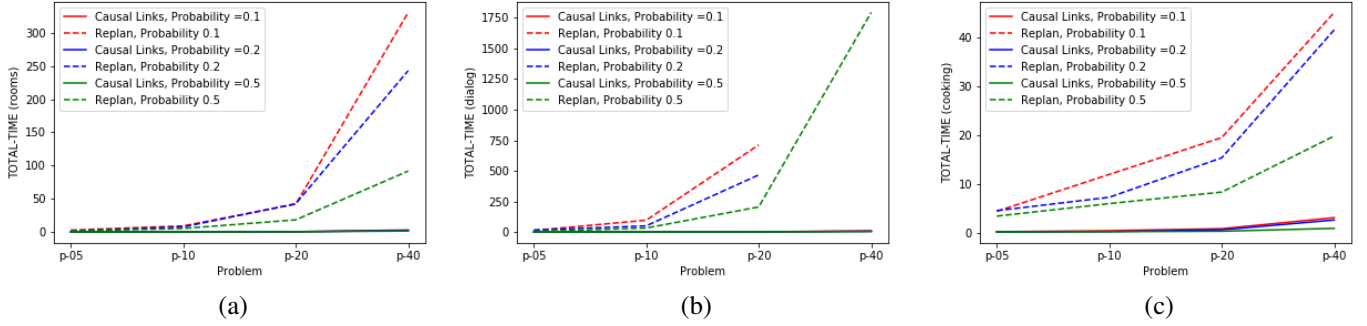 TOTAL-TIME (rooms)
300
250
200
150
100
50
0
Causal Links, Probability =0.1
Replan, Probability 0.1
Causal Links, Probability =0.2
Replan, Probability 0.2
Causal Links, Probability =0.5
Replan, Probability 0.5
p-05 p-10 p-20 p-40
Problem
(a)
TOTAL-TIME (dialog)
1750
1500
1250
1000
750
500
250
0
Causal Links, Probability =0.1
Replan, Probability 0.1
Causal Links, Probability =0.2
Replan, Probability 0.2
Causal Links, Probability =0.5
Replan, Probability 0.5
p-05 p-10 p-20 p-40
Problem
(b)
TOTAL-TIME (cooking)
40
30
20
10
0
Causal Links, Probability =0.1
Replan, Probability 0.1
Causal Links, Probability =0.2
Replan, Probability 0.2
Causal Links, Probability =0.5
Replan, Probability 0.5
p-05 p-10 p-20 p-40
Problem
(c)